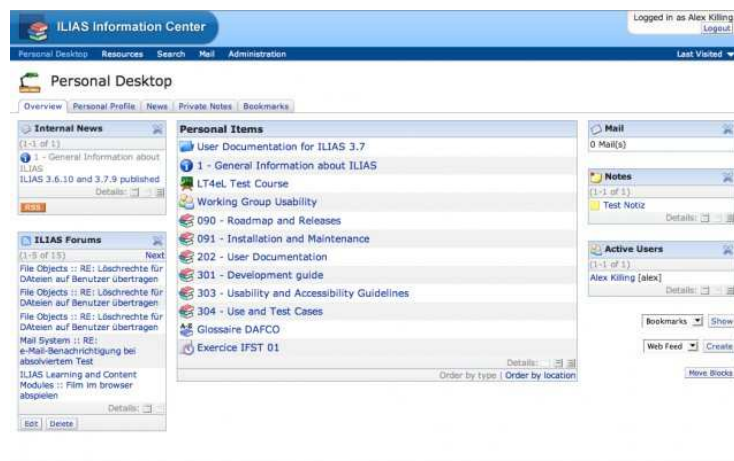 ILIAS Information Center
Logged in as Alex Killing
Logout
Personal Desktop Resources Search Mail Administration
Last Visited
Personal Desktop
Overview Personal Profile News Private Notes Bookmarks
Internal News
(1-1 of 1)
1 - General Information about
ILIAS
ILIAS 3.6.10 and 3.7.9 published
Details:
RSS
ILIAS Forums
(1-5 of 15) Next
File Objects :: RE: Löschrechte für
DAteien auf Benutzer übertragen
File Objects :: RE: Löschrechte für
DAteien auf Benutzer übertragen
File Objects :: RE: Löschrechte für
DAteien auf Benutzer übertragen
Mail System :: RE:
e-Mail-Benachrichtigung bei
absolviertem Test
ILIAS Learning and Content
Modules :: Film im browser
abspielen
Details:
Edit Delete
Personal Items
User Documentation for ILIAS 3.7
1 - General Information about ILIAS
LT4eL Test Course
Working Group Usability
090 - Roadmap and Releases
091 - Installation and Maintenance
202 - User Documentation
301 - Development guide
303 - Usability and Accessibility Guidelines
304 - Use and Test Cases
Glossaire DAFCO
Exercice IFST 01
Details:
Order by type | Order by location
Mail
0 Mail(s)
Notes
(1-1 of 1)
Test Notiz
Details:
Active Users
(1-1 of 1)
Alex Killing [alex]
Details:
Bookmarks Show
Web Feed Create
Move Blocks